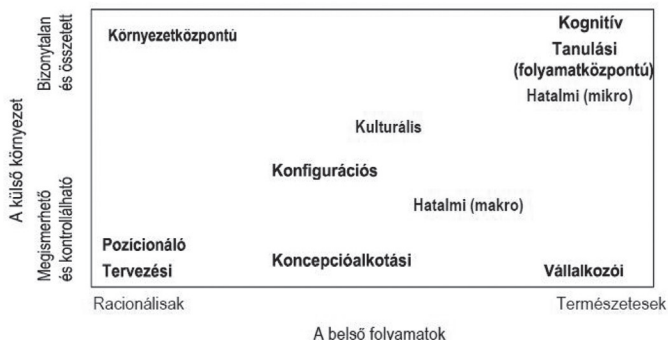 Bizonytalan
és összetett
A külső környezet
Megismerhető
és kontrollálható
Környezetközpontú
Kognitív
Tanulási
(folyamatközpontú)
Hatalmi (mikro)
Kulturális
Konfigurációs
Hatalmi (makro)
Pozícionáló
Tervezési
Koncepcióalkotási
Vállalkozói
Racionálisak
Természetesek
A belső folyamatok